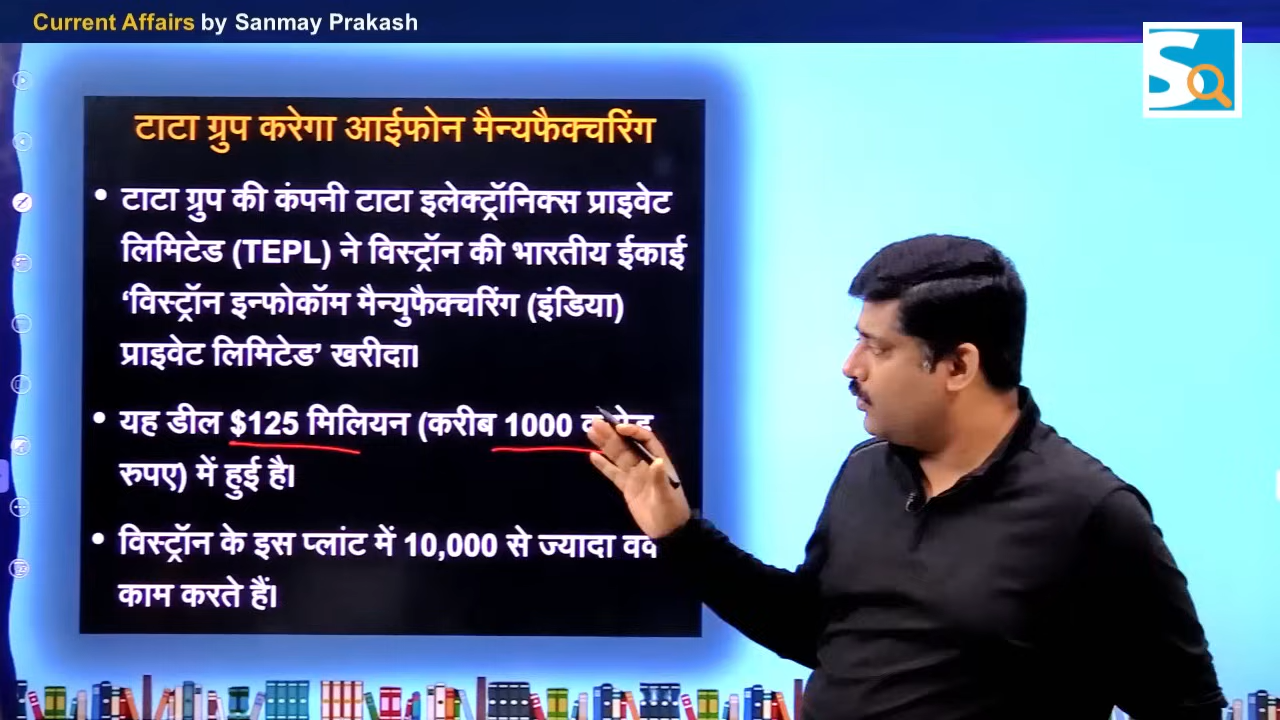 Current Affairs by Sanmay Prakash
टाटा ग्रुप करेगा आईफोन मैन्यफैक्चरिंग
• टाटा ग्रुप की कंपनी टाटा इलेक्ट्रॉनिक्स प्राइवेट
लिमिटेड (TEPL) ने विस्ट्रॉन की भारतीय ईकाई
‘विस्ट्रॉन इन्फोकॉम मैन्युफैक्चरिंग (इंडिया)
प्राइवेट लिमिटेड’ खरीदा।
• यह डील $125 मिलियन (करीब 1000
रुपए) में हुई है।
• विस्ट्रॉन के इस प्लांट में 10,000 से ज्यादा
काम करते हैं।